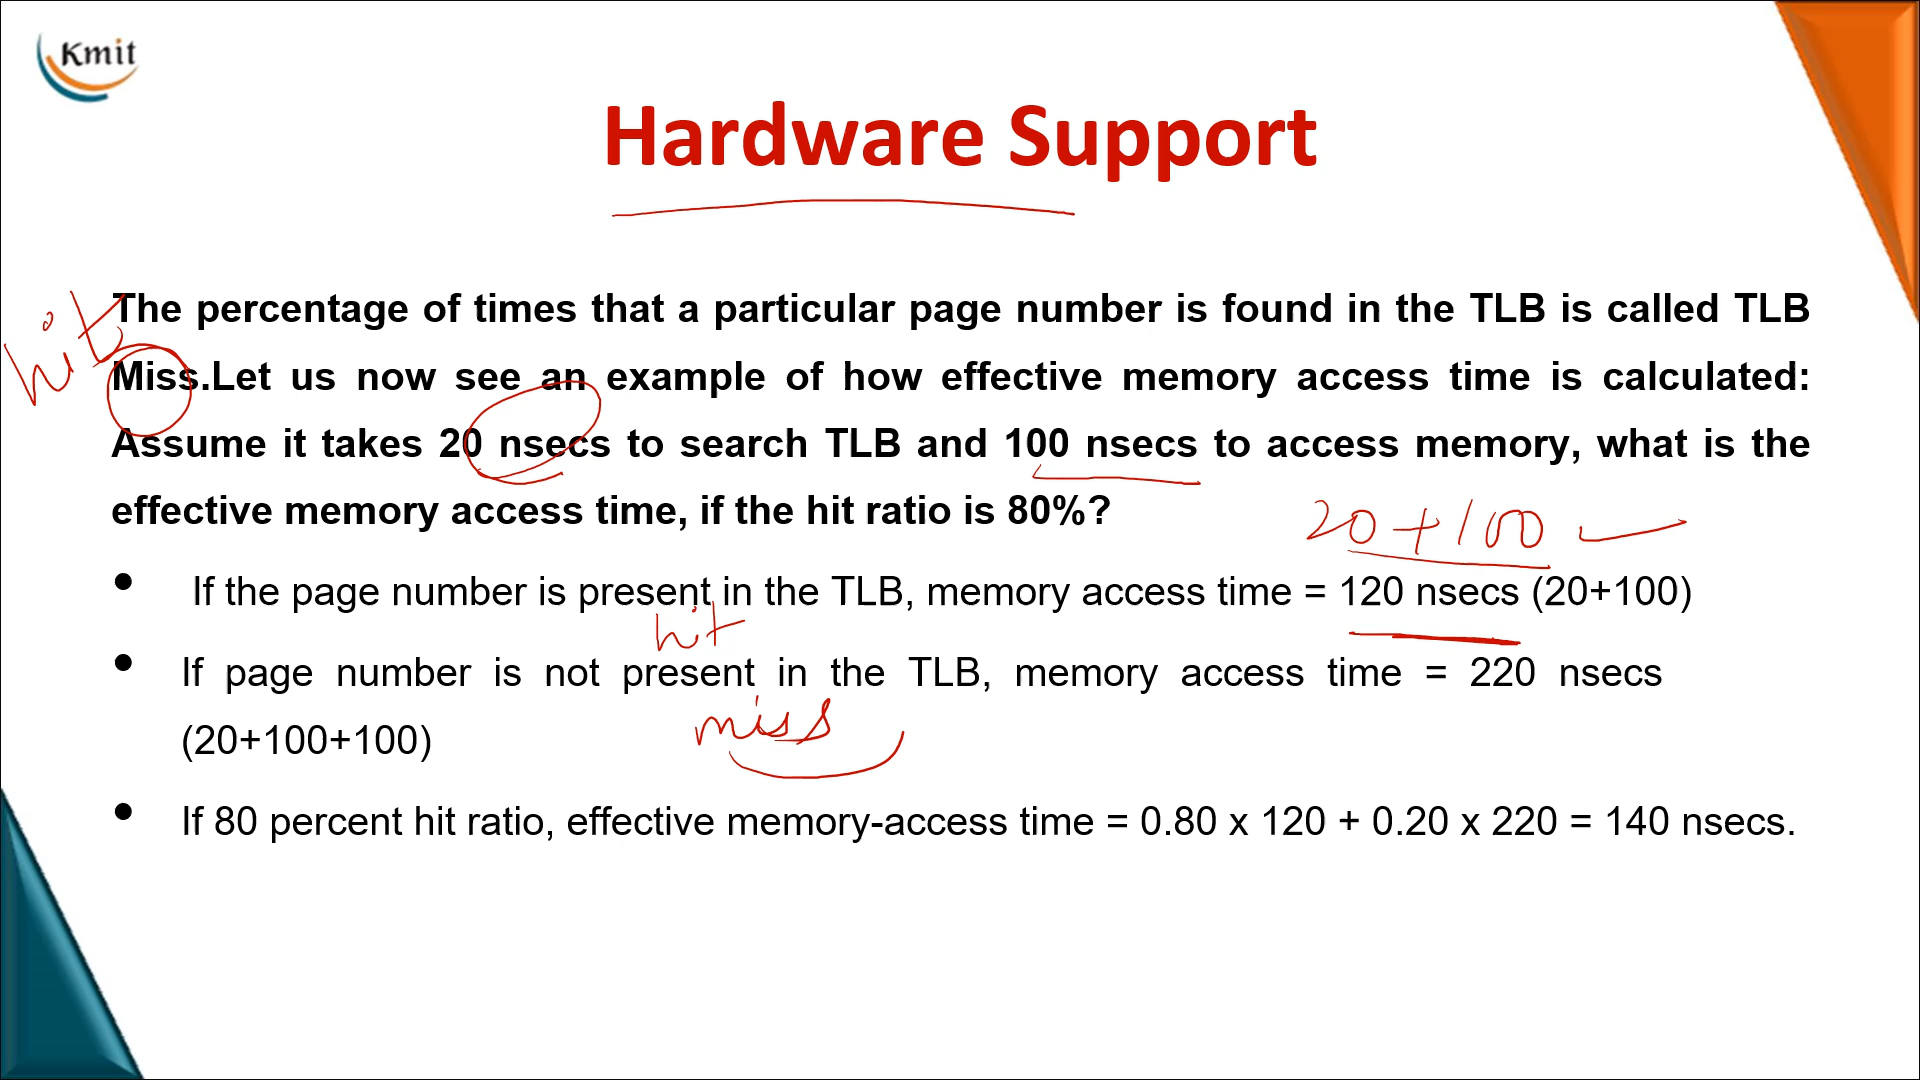 Kmit
Hardware Support
hit
The percentage of times that a particular page number is found in the TLB is called TLB
Miss.Let us now see an example of how effective memory access time is calculated:
Assume it takes 20 nsecs to search TLB and 100 nsecs to access memory, what is the
effective memory access time, if the hit ratio is 80%?
20 + 100
• If the page number is present in the TLB, memory access time = 120 nsecs (20+100)
hit
• If page number is not present in the TLB, memory access time = 220 nsecs
(20+100+100)
miss
• If 80 percent hit ratio, effective memory-access time = 0.80 x 120 + 0.20 x 220 = 140 nsecs.